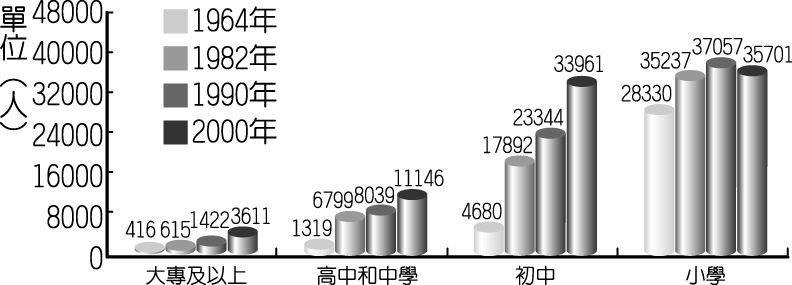 單位(人)
48000
40000
32000
24000
16000
8000
0
1964年
1982年
1990年
2000年
416 615 1422 3611
1319 6799 8039 11146
4680 17892 23344 33961
28330 35237 37057 35701
大專及以上 高中和中學 初中 小學